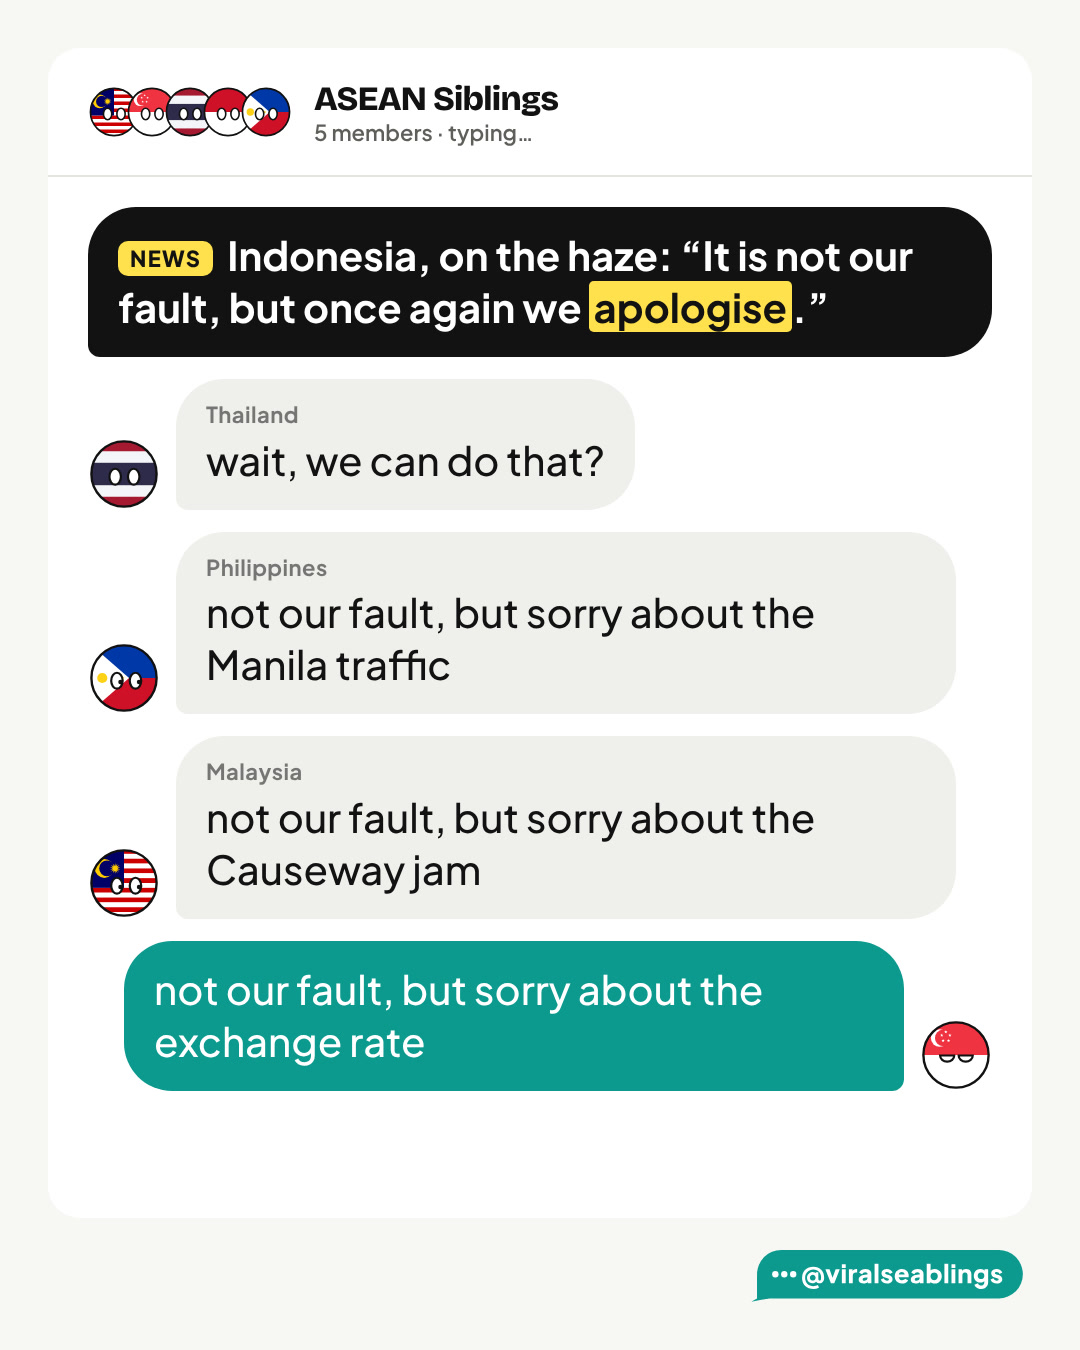 ASEAN Siblings
5 members · typing…
NEWS Indonesia, on the haze: “It is not our
fault, but once again we apologise.”
Thailand
wait, we can do that?
Philippines
not our fault, but sorry about the
Manila traffic
Malaysia
not our fault, but sorry about the
Causeway jam
not our fault, but sorry about the
exchange rate
@viralseablings